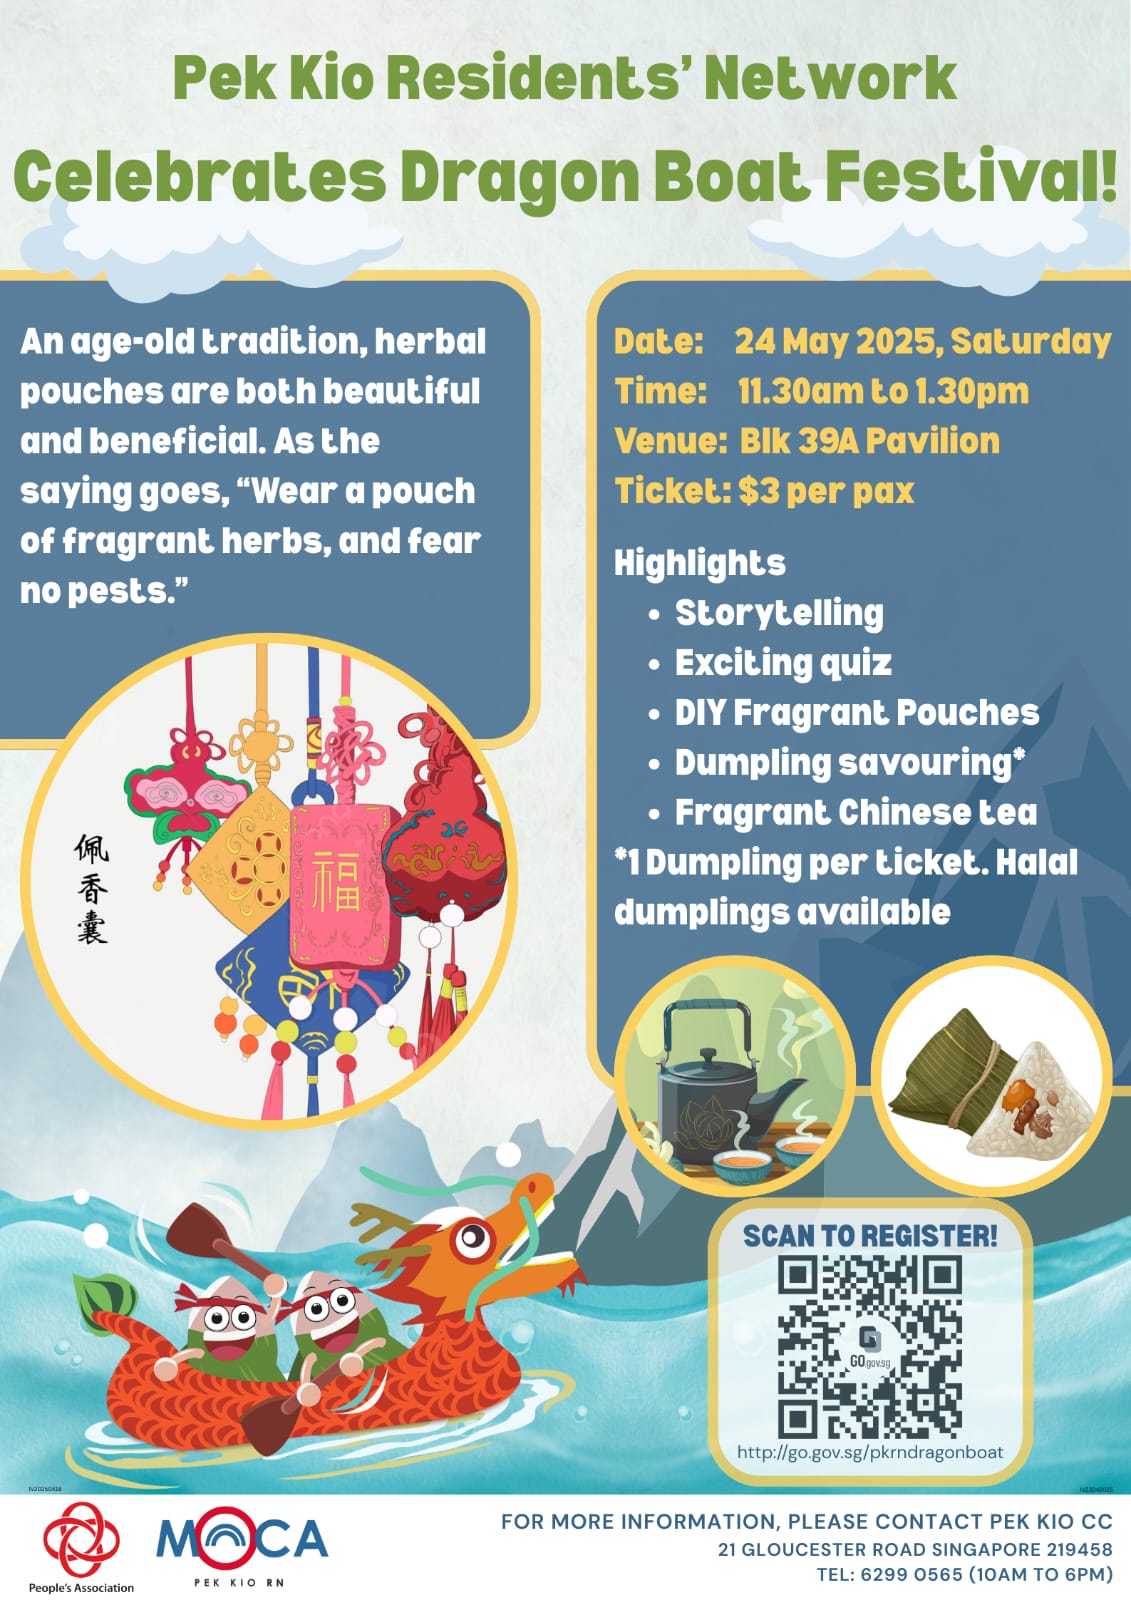 Pek Kio Residents’ Network
Celebrates Dragon Boat Festival!
An age-old tradition, herbal
pouches are both beautiful
and beneficial. As the
saying goes, “Wear a pouch
of fragrant herbs, and fear
no pests.”
佩
香
囊
福
Date: 24 May 2025, Saturday
Time: 11.30am to 1.30pm
Venue: Blk 39A Pavilion
Ticket: $3 per pax
Highlights
• Storytelling
• Exciting quiz
• DIY Fragrant Pouches
• Dumpling savouring*
• Fragrant Chinese tea
*1 Dumpling per ticket. Halal
dumplings available
SCAN TO REGISTER!
GO.gov.sg
http://go.gov.sg/pkrndragonboat
People's Association
MOCA
PEK KIO RN
FOR MORE INFORMATION, PLEASE CONTACT PEK KIO CC
21 GLOUCESTER ROAD SINGAPORE 219458
TEL: 6299 0565 (10AM TO 6PM)